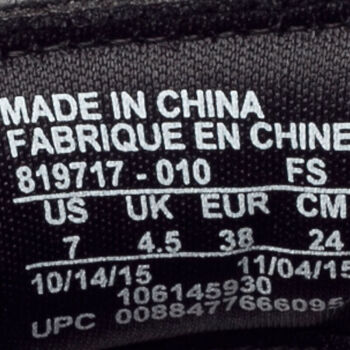 MADE IN CHINA
FABRIQUE EN CHINE
819717 - 010 FS
US UK EUR CM
7 4.5 38 24
10/14/15 11/04/15
106145930
UPC 0088477666095